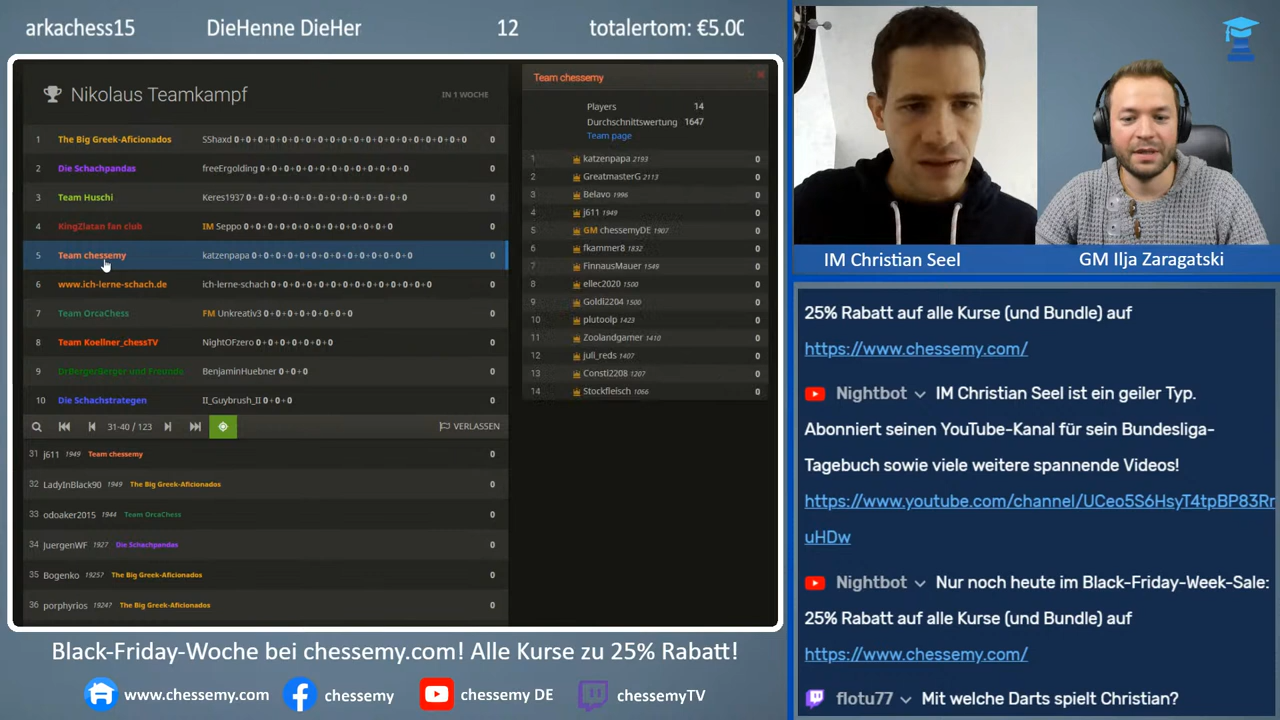 arkachess15 DieHenne DieHer 12 totalertom: €5.00
Nikolaus Teamkampf IN 1 WOCHE
1 The Big Greek-Aficionados SShaxd 0+0+0+0+0+0+0+0+0+0+0+0+0+0+0+0+0+0+0+0 0
2 Die Schachpandas freeErgolding 0+0+0+0+0+0+0+0+0+0+0+0+0+0 0
3 Team Huschi Keres1937 0+0+0+0+0+0+0+0+0+0+0+0+0+0+0 0
4 KingZlatan fan club IM Seppo 0+0+0+0+0+0+0+0+0+0+0+0+0 0
5 Team chessemy katzenpapa 0+0+0+0+0+0+0+0+0+0+0+0+0+0 0
6 www.ich-lerne-schach.de ich-lerne-schach 0+0+0+0+0+0+0+0+0+0+0+0+0+0 0
7 Team OrcaChess FM Unkreativ3 0+0+0+0+0+0+0+0 0
8 Team Koellner_chessTV NightOFzero 0+0+0+0+0+0+0 0
9 DrBergerBerger und Freunde BenjaminHuebner 0+0+0 0
10 Die Schachstrategen II_Guybrush_II 0+0+0 0
31-40 / 123 VERLASSEN
31 j611 1949 Team chessemy 0
32 LadyInBlack90 1949 The Big Greek-Aficionados 0
33 odoaker2015 1944 Team OrcaChess 0
34 JuergenWF 1927 Die Schachpandas 0
35 Bogenko 1925? The Big Greek-Aficionados 0
36 porphyrios 1924? The Big Greek-Aficionados 0
Team chessemy
Players 14
Durchschnittswertung 1647
Team page
1 katzenpapa 2193 0
2 GreatmasterG 2113 0
3 Belavo 1996 0
4 j611 1949 0
5 GM chessemyDE 1907 0
6 fkammer8 1832 0
7 FinnausMauer 1549 0
8 ellec2020 1500 0
9 Goldi2204 1500 0
10 plutoolp 1423 0
11 Zoolandgamer 1410 0
12 juli_reds 1407 0
13 Consti2208 1207 0
14 Stockfleisch 1066 0
IM Christian Seel GM Ilja Zaragatski
25% Rabatt auf alle Kurse (und Bundle) auf
https://www.chessemy.com/
Nightbot IM Christian Seel ist ein geiler Typ.
Abonniert seinen YouTube-Kanal für sein Bundesliga-
Tagebuch sowie viele weitere spannende Videos!
https://www.youtube.com/channel/UCeo5S6HsyT4tpBP83Rr
uHDw
Nightbot Nur noch heute im Black-Friday-Week-Sale:
25% Rabatt auf alle Kurse (und Bundle) auf
https://www.chessemy.com/
flotu77 Mit welche Darts spielt Christian?
Black-Friday-Woche bei chessemy.com! Alle Kurse zu 25% Rabatt!
www.chessemy.com chessemy chessemy DE chessemyTV